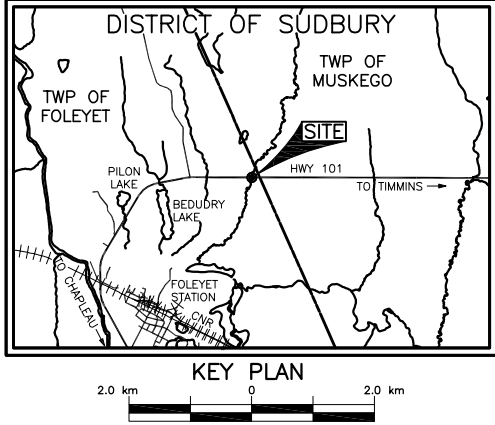 DISTRICT OF SUDBURY
TWP OF
MUSKEGO
TWP OF
FOLEYET
SITE
HWY 101
PILON
LAKE
TO TIMMINS
BEDUDRY
LAKE
FOLEYET
STATION
TO CHAPLEAU
CNR
KEY PLAN
2.0 km
0
2.0 km